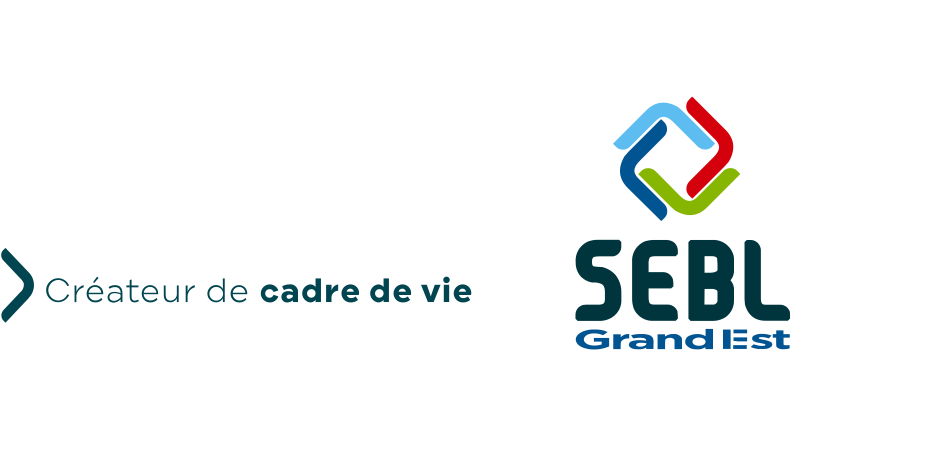 Créateur de cadre de vie
SEBL
Grand Est